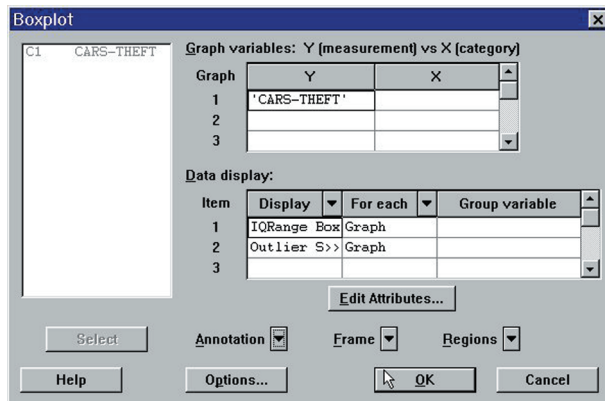 Boxplot
C1 CARS-THEFT
Graph variables: Y (measurement) vs X (category)
Graph Y X
1 'CARS-THEFT'
2
3
Data display:
Item Display For each Group variable
1 IQRange Box Graph
2 Outlier S>> Graph
3
Edit Attributes...
Select Annotation Frame Regions
Help Options... OK Cancel